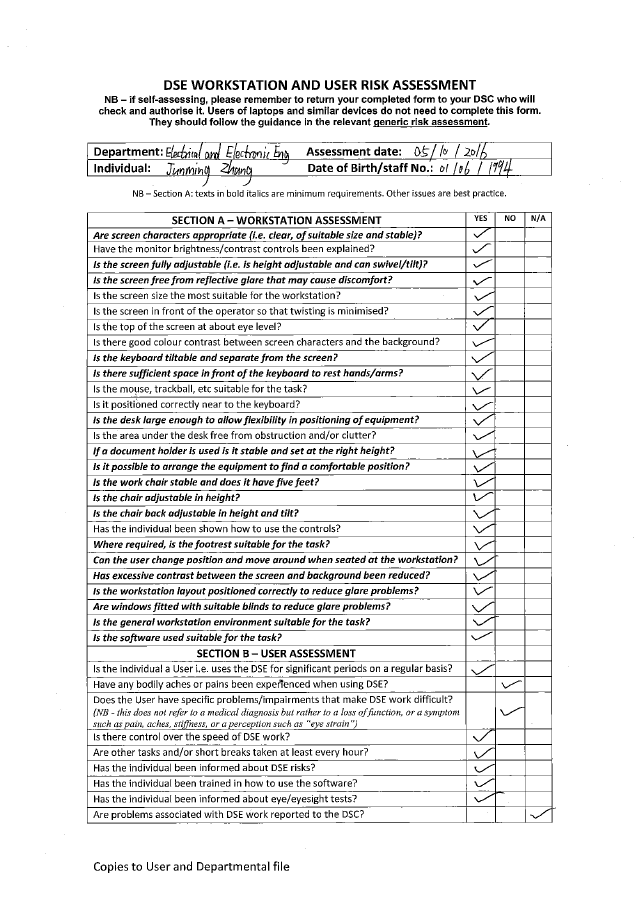 DSE WORKSTATION AND USER RISK ASSESSMENT
NB – if self-assessing, please remember to return your completed form to your DSC who will
check and authorise it. Users of laptops and similar devices do not need to complete this form.
They should follow the guidance in the relevant generic risk assessment.
Department: Electrical and Electronic Eng Assessment date: 05 / 10 / 2016
Individual: Junming Zhang Date of Birth/staff No.: 01 / 06 / 1994
NB – Section A: texts in bold italics are minimum requirements. Other issues are best practice.
SECTION A – WORKSTATION ASSESSMENT YES NO N/A
Are screen characters appropriate (i.e. clear, of suitable size and stable)? ✓
Have the monitor brightness/contrast controls been explained? ✓
Is the screen fully adjustable (i.e. Is height adjustable and can swivel/tilt)? ✓
Is the screen free from reflective glare that may cause discomfort? ✓
Is the screen size the most suitable for the workstation? ✓
Is the screen in front of the operator so that twisting is minimised? ✓
Is the top of the screen at about eye level? ✓
Is there good colour contrast between screen characters and the background? ✓
Is the keyboard tiltable and separate from the screen? ✓
Is there sufficient space in front of the keyboard to rest hands/arms? ✓
Is the mouse, trackball, etc suitable for the task? ✓
Is it positioned correctly near to the keyboard? ✓
Is the desk large enough to allow flexibility in positioning of equipment? ✓
Is the area under the desk free from obstruction and/or clutter? ✓
If a document holder is used is it stable and set at the right height? ✓
Is it possible to arrange the equipment to find a comfortable position? ✓
Is the work chair stable and does it have five feet? ✓
Is the chair adjustable in height? ✓
Is the chair back adjustable in height and tilt? ✓
Has the individual been shown how to use the controls? ✓
Where required, is the footrest suitable for the task? ✓
Can the user change position and move around when seated at the workstation? ✓
Has excessive contrast between the screen and background been reduced? ✓
Is the workstation layout positioned correctly to reduce glare problems? ✓
Are windows fitted with suitable blinds to reduce glare problems? ✓
Is the general workstation environment suitable for the task? ✓
Is the software used suitable for the task? ✓
SECTION B – USER ASSESSMENT
Is the individual a User i.e. uses the DSE for significant periods on a regular basis? ✓
Have any bodily aches or pains been experienced when using DSE? ✓
Does the User have specific problems/impairments that make DSE work difficult?
(NB - this does not refer to a medical diagnosis but rather to a loss of function, or a symptom ✓
such as pain, aches, stiffness, or a perception such as "eye strain")
Is there control over the speed of DSE work? ✓
Are other tasks and/or short breaks taken at least every hour? ✓
Has the individual been informed about DSE risks? ✓
Has the individual been trained in how to use the software? ✓
Has the individual been informed about eye/eyesight tests? ✓
Are problems associated with DSE work reported to the DSC? ✓
Copies to User and Departmental file